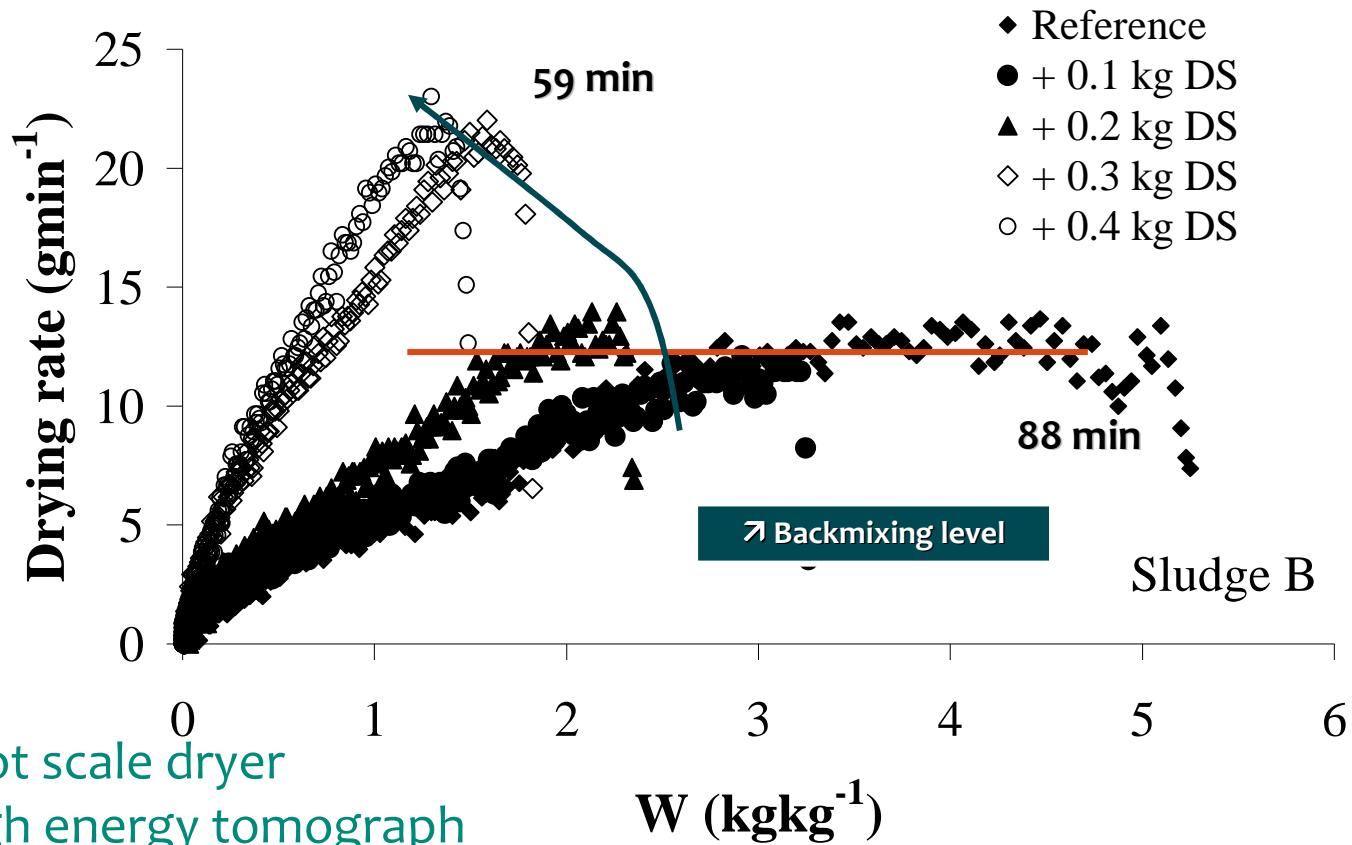 Reference
+ 0.1 kg DS
+ 0.2 kg DS
+ 0.3 kg DS
+ 0.4 kg DS
59 min
25
20
15
10
5
0
Drying rate (gmin⁻¹)
88 min
↗ Backmixing level
Sludge B
0 1 2 3 4 5 6
W (kgkg⁻¹)
scale dryer
energy tomograph